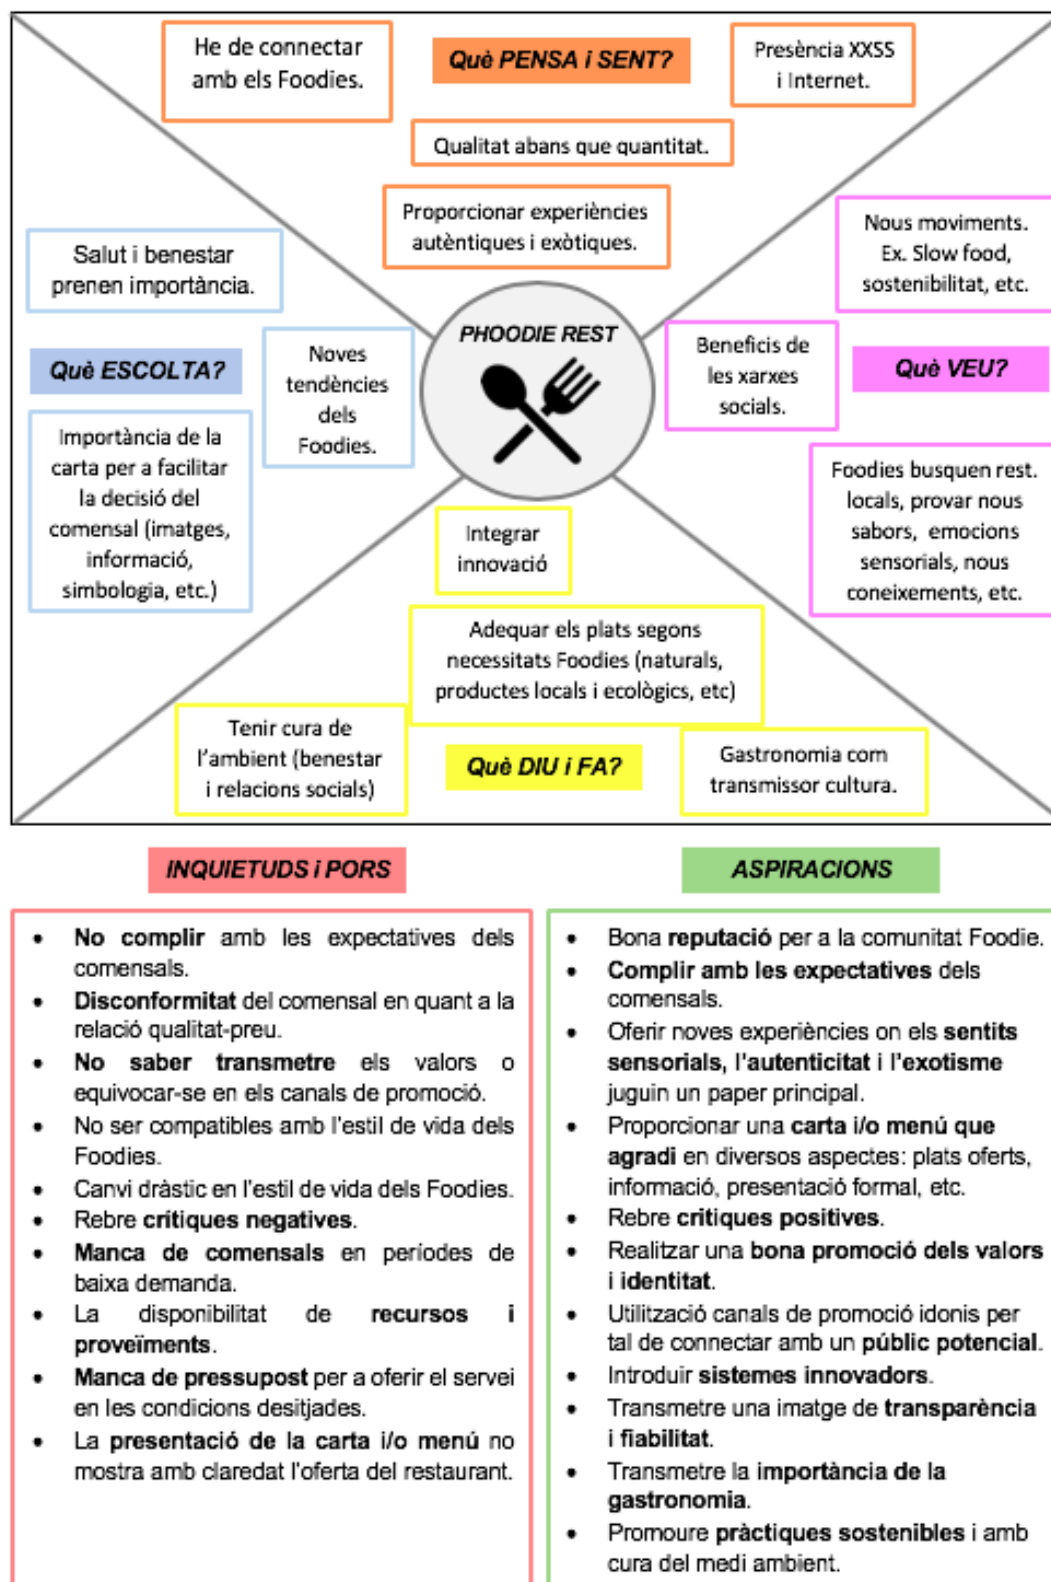 He de connectar
amb els Foodies.
Què PENSA i SENT?
Presència XXSS
i Internet.
Qualitat abans que quantitat.
Proporcionar experiències
autèntiques i exòtiques.
Salut i benestar
prenen importància.
Què ESCOLTA?
Noves
tendències
dels
Foodies.
Importància de la
carta per a facilitar
la decisió del
comensal (imatges,
informació,
simbologia, etc.)
PHOODIE REST
Nous moviments.
Ex. Slow food,
sostenibilitat, etc.
Beneficis de
les xarxes
socials.
Què VEU?
Foodies busquen rest.
locals, provar nous
sabors, emocions
sensorials, nous
coneixements, etc.
Integrar
innovació
Adequar els plats segons
necessitats Foodies (naturals,
productes locals i ecològics, etc)
Tenir cura de
l'ambient (benestar
i relacions socials)
Què DIU i FA?
Gastronomia com
transmissor cultura.
INQUIETUDS i PORS
• No complir amb les expectatives dels
comensals.
• Disconformitat del comensal en quant a la
relació qualitat-preu.
• No saber transmetre els valors o
equivocar-se en els canals de promoció.
• No ser compatibles amb l'estil de vida dels
Foodies.
• Canvi dràstic en l'estil de vida dels Foodies.
• Rebre crítiques negatives.
• Manca de comensals en períodes de
baixa demanda.
• La disponibilitat de recursos i
proveïments.
• Manca de pressupost per a oferir el servei
en les condicions desitjades.
• La presentació de la carta i/o menú no
mostra amb claredat l'oferta del restaurant.
ASPIRACIONS
• Bona reputació per a la comunitat Foodie.
• Complir amb les expectatives dels
comensals.
• Oferir noves experiències on els sentits
sensorials, l'autenticitat i l'exotisme
juguin un paper principal.
• Proporcionar una carta i/o menú que
agradi en diversos aspectes: plats oferts,
informació, presentació formal, etc.
• Rebre crítiques positives.
• Realitzar una bona promoció dels valors
i identitat.
• Utilització canals de promoció idonis per
tal de connectar amb un públic potencial.
• Introduir sistemes innovadors.
• Transmetre una imatge de transparència
i fiabilitat.
• Transmetre la importància de la
gastronomia.
• Promoure pràctiques sostenibles i amb
cura del medi ambient.